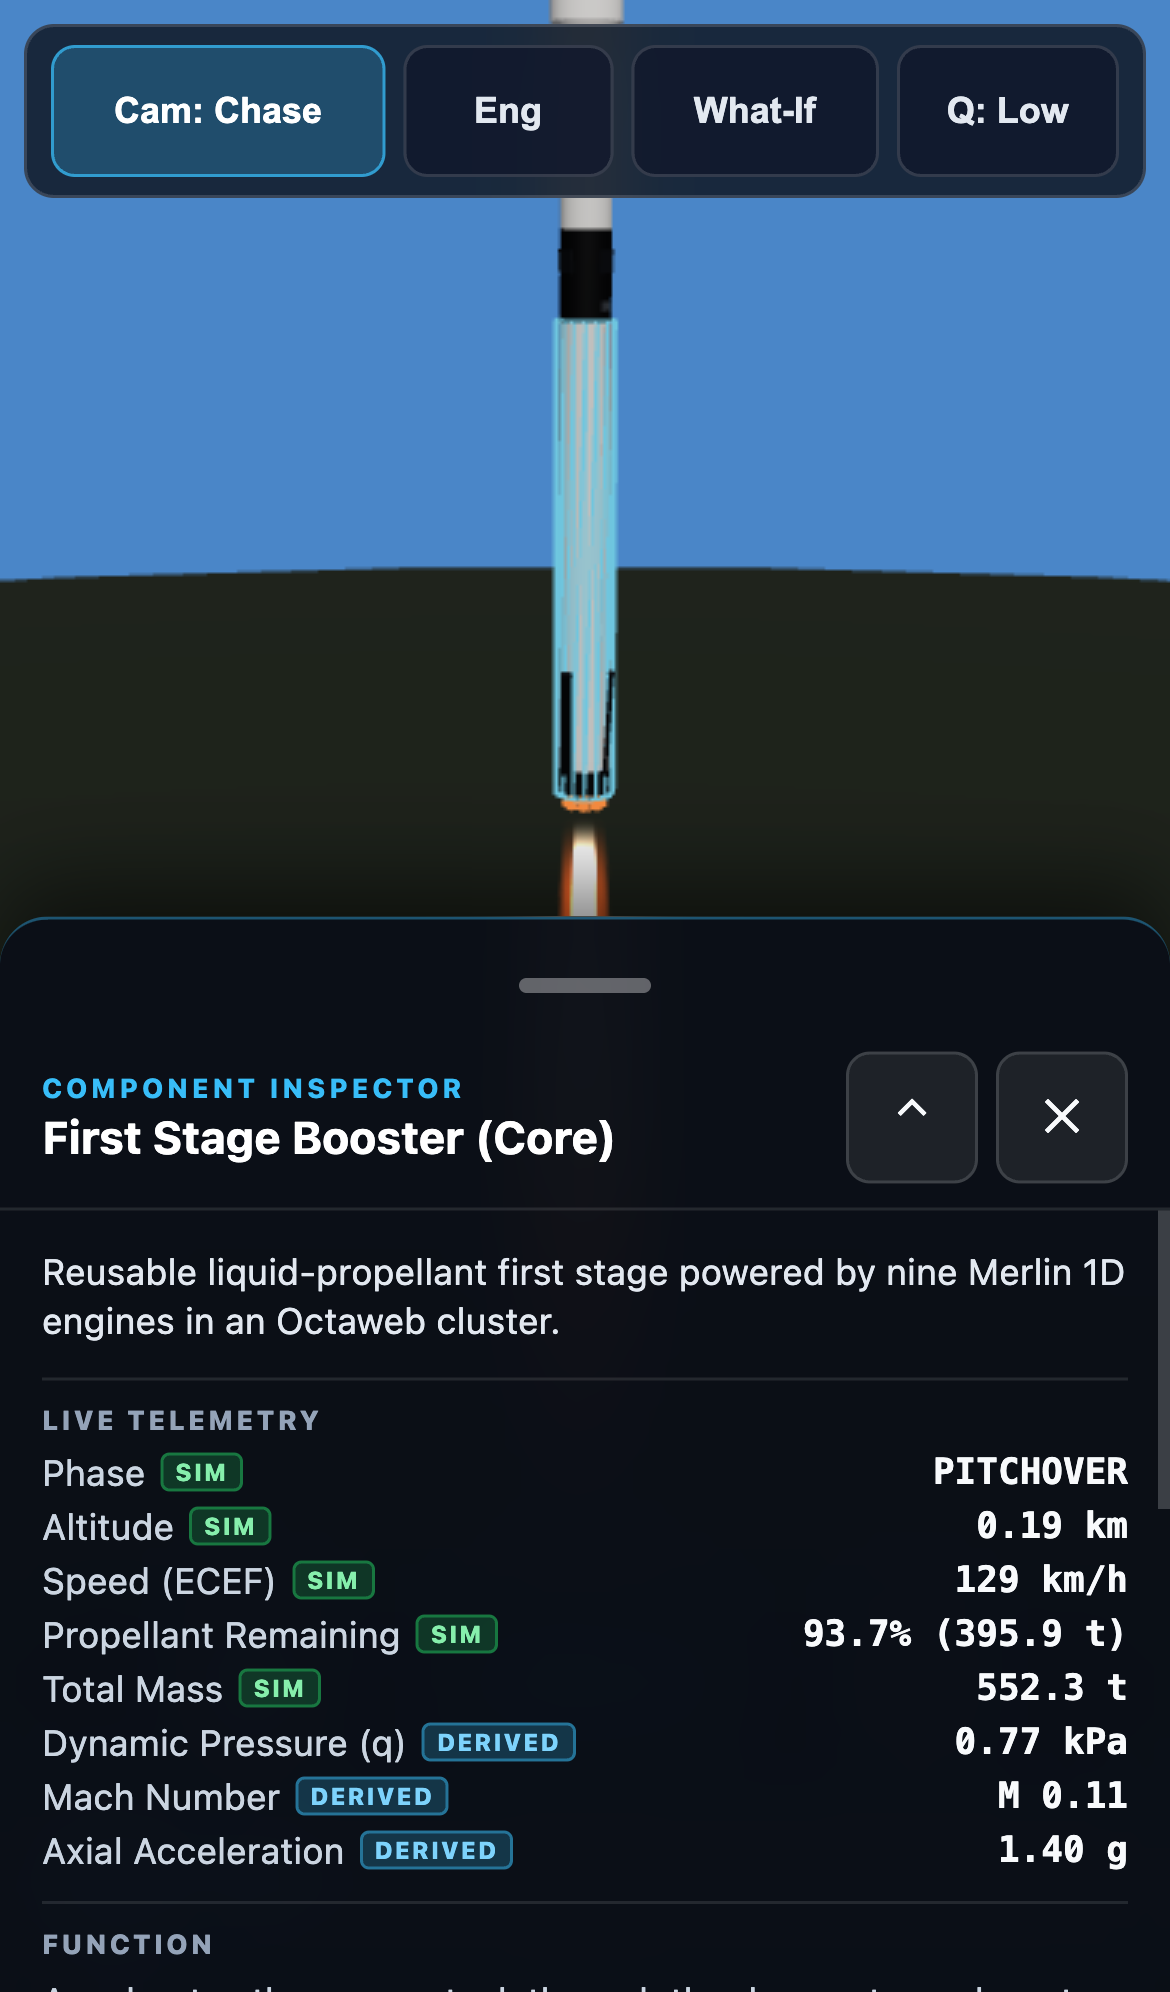 Cam: Chase Eng What-If Q: Low
COMPONENT INSPECTOR
First Stage Booster (Core)
Reusable liquid-propellant first stage powered by nine Merlin 1D
engines in an Octaweb cluster.
LIVE TELEMETRY
Phase SIM PITCHOVER
Altitude SIM 0.19 km
Speed (ECEF) SIM 129 km/h
Propellant Remaining SIM 93.7% (395.9 t)
Total Mass SIM 552.3 t
Dynamic Pressure (q) DERIVED 0.77 kPa
Mach Number DERIVED M 0.11
Axial Acceleration DERIVED 1.40 g
FUNCTION